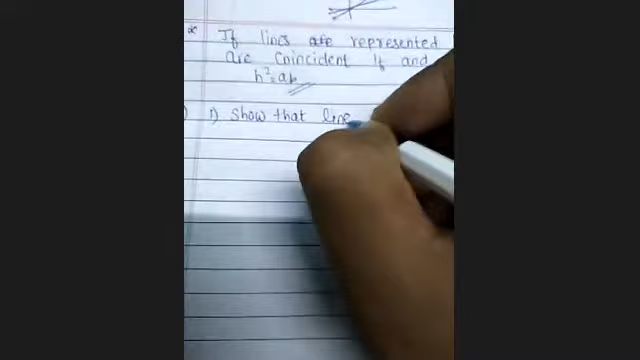 If lines are represented
are coincident If and
h²=ab
1) show that line